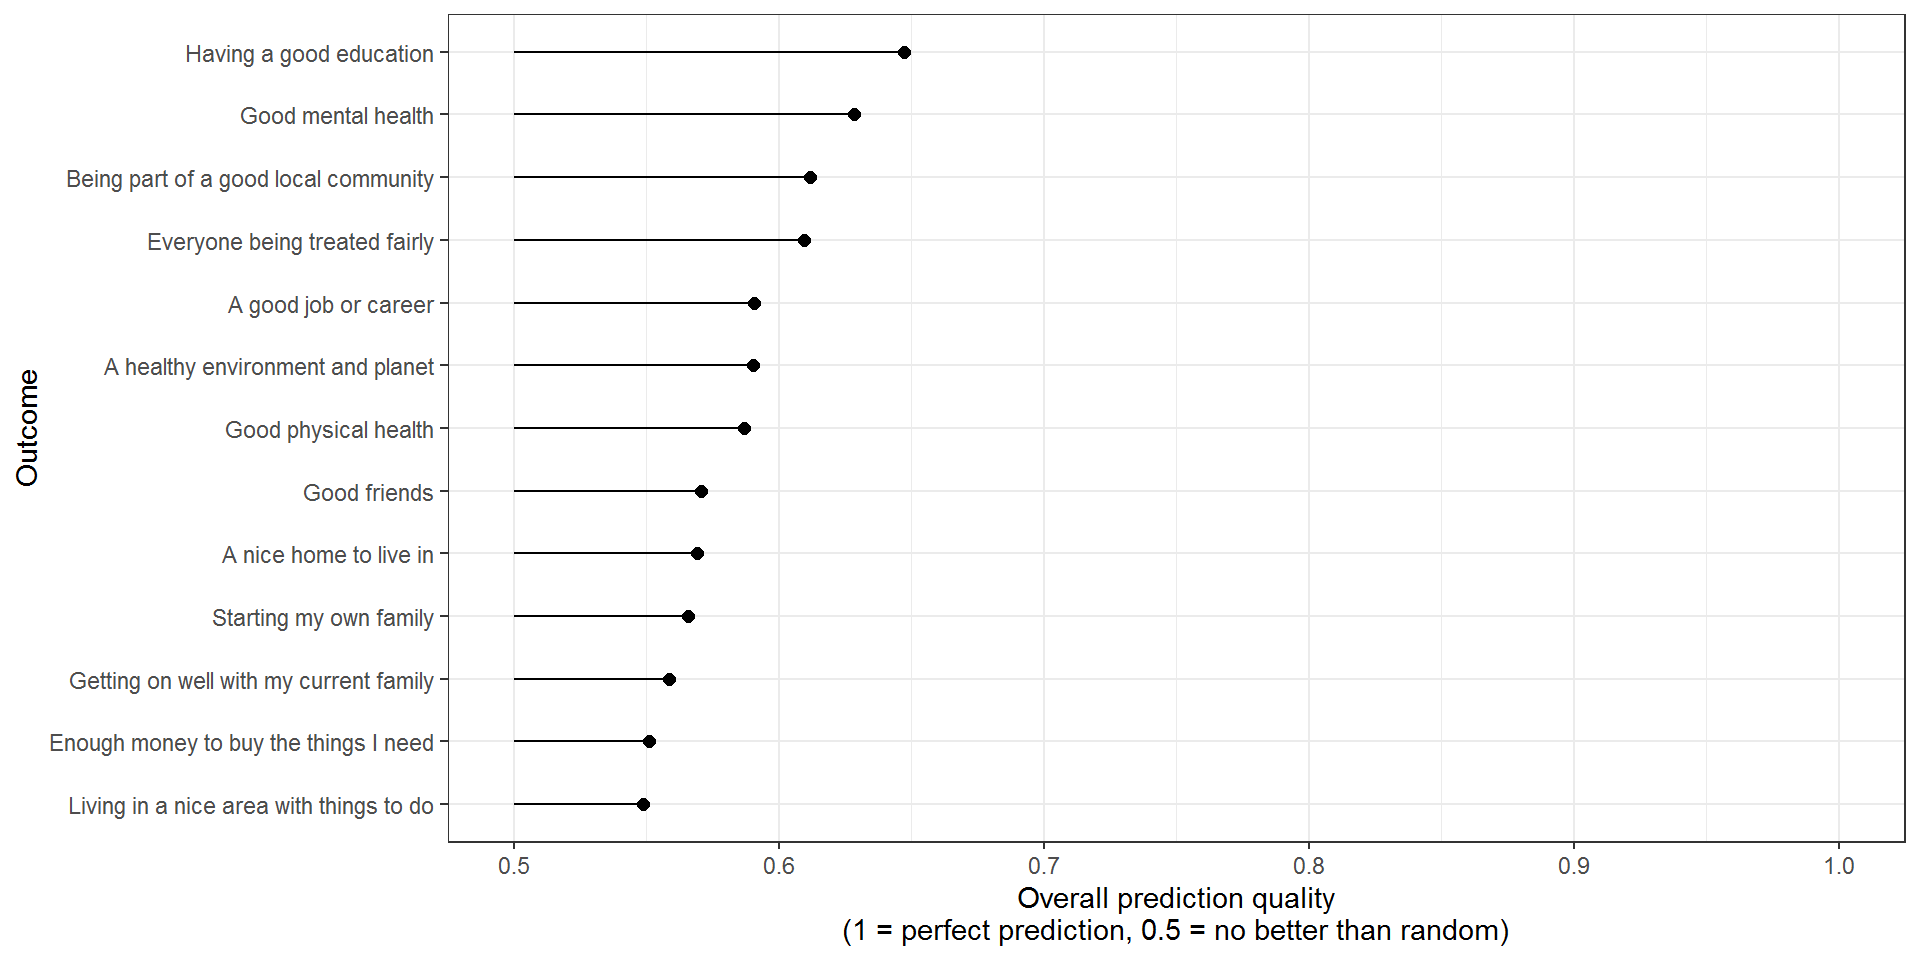 Having a good education
Good mental health
Being part of a good local community
Everyone being treated fairly
A good job or career
A healthy environment and planet
Good physical health
Good friends
A nice home to live in
Starting my own family
Getting on well with my current family
Enough money to buy the things I need
Living in a nice area with things to do
Outcome
0.5 0.6 0.7 0.8 0.9 1.0
Overall prediction quality
(1 = perfect prediction, 0.5 = no better than random)